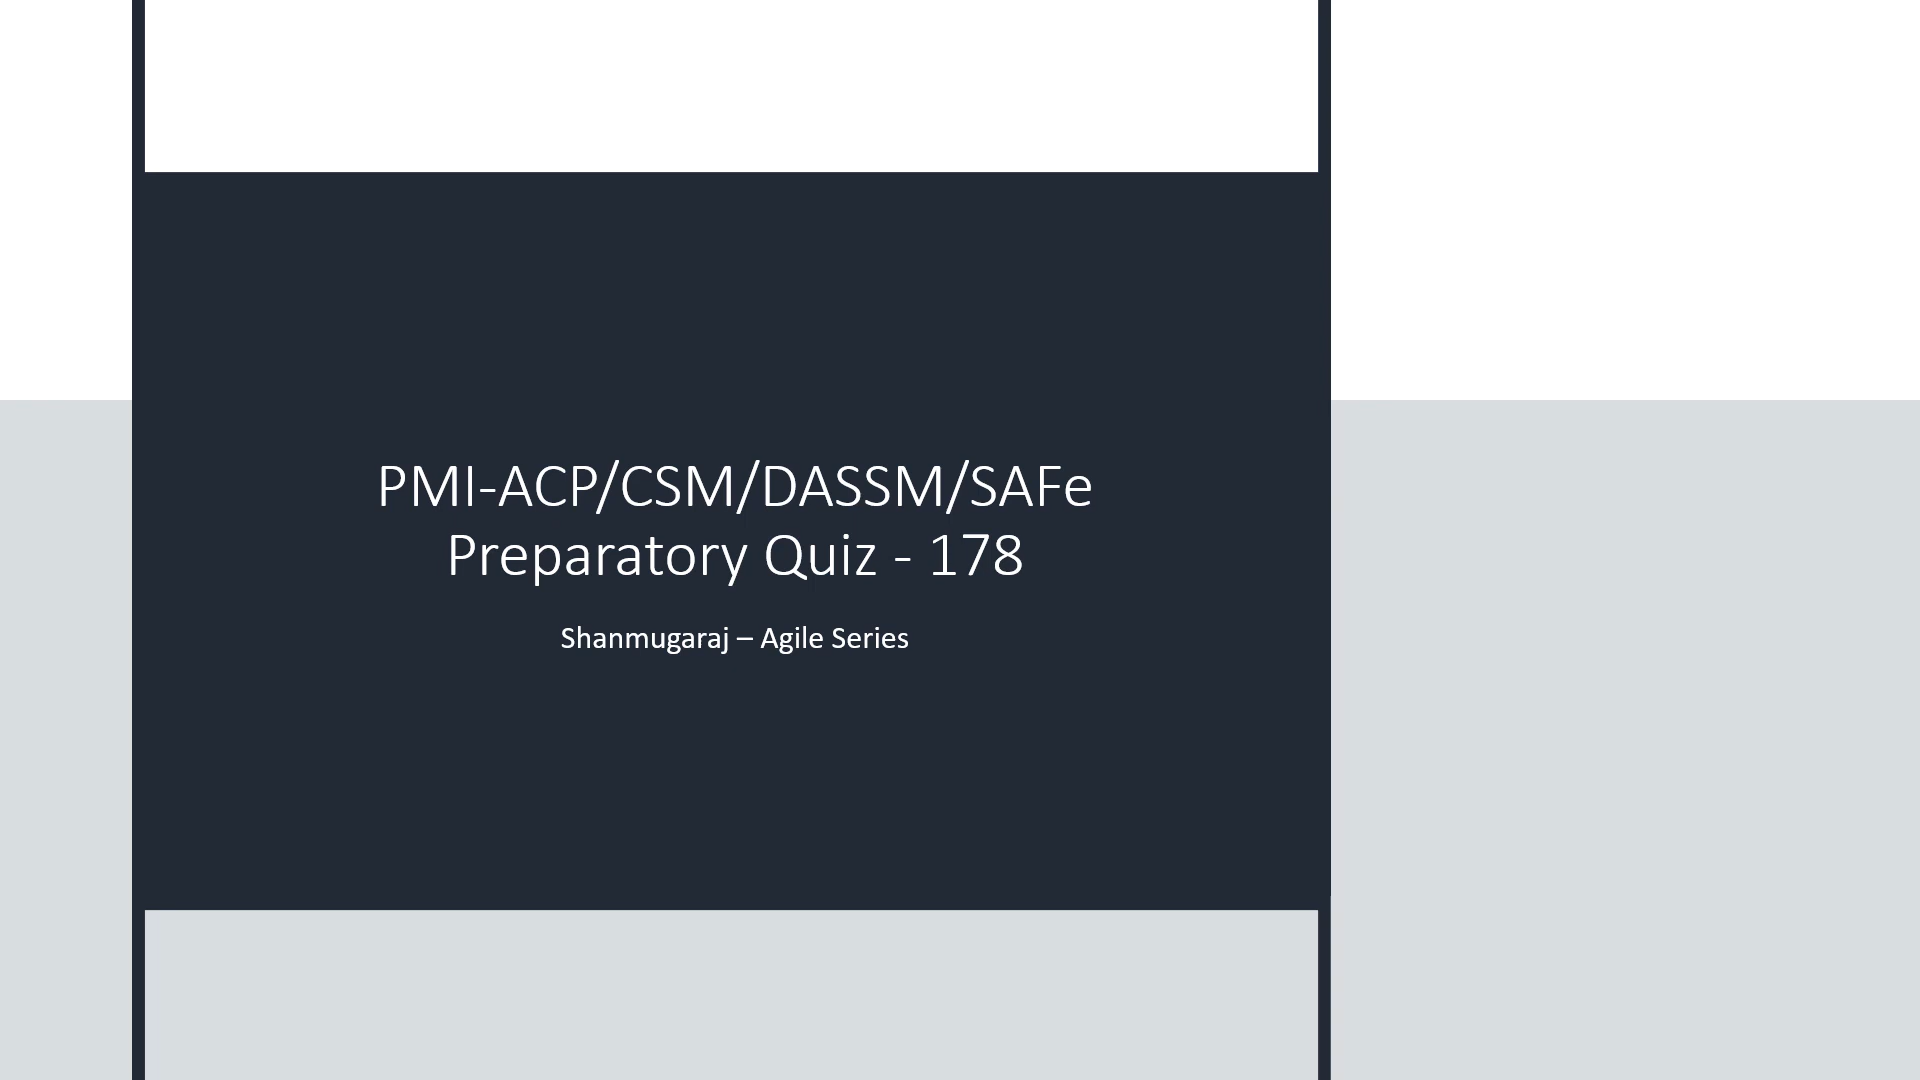 PMI-ACP/CSM/DASSM/SAFe
Preparatory Quiz - 178
Shanmugaraj – Agile Series